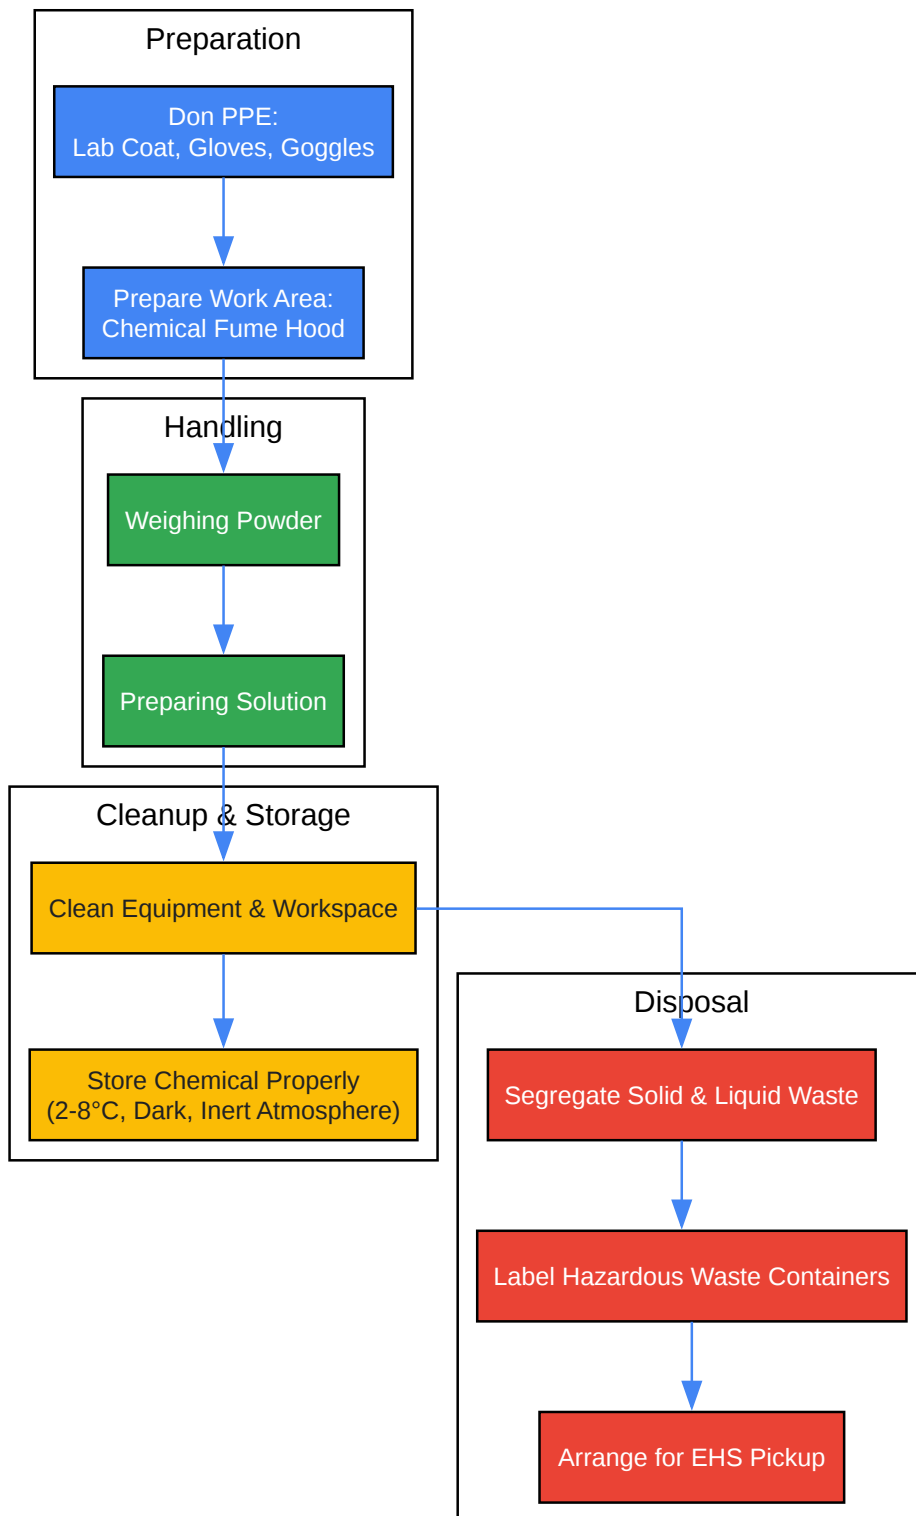 Preparation
Don PPE:
Lab Coat, Gloves, Goggles
Prepare Work Area:
Chemical Fume Hood
Handling
Weighing Powder
Preparing Solution
Cleanup & Storage
Clean Equipment & Workspace
Store Chemical Properly
(2-8°C, Dark, Inert Atmosphere)
Disposal
Segregate Solid & Liquid Waste
Label Hazardous Waste Containers
Arrange for EHS Pickup